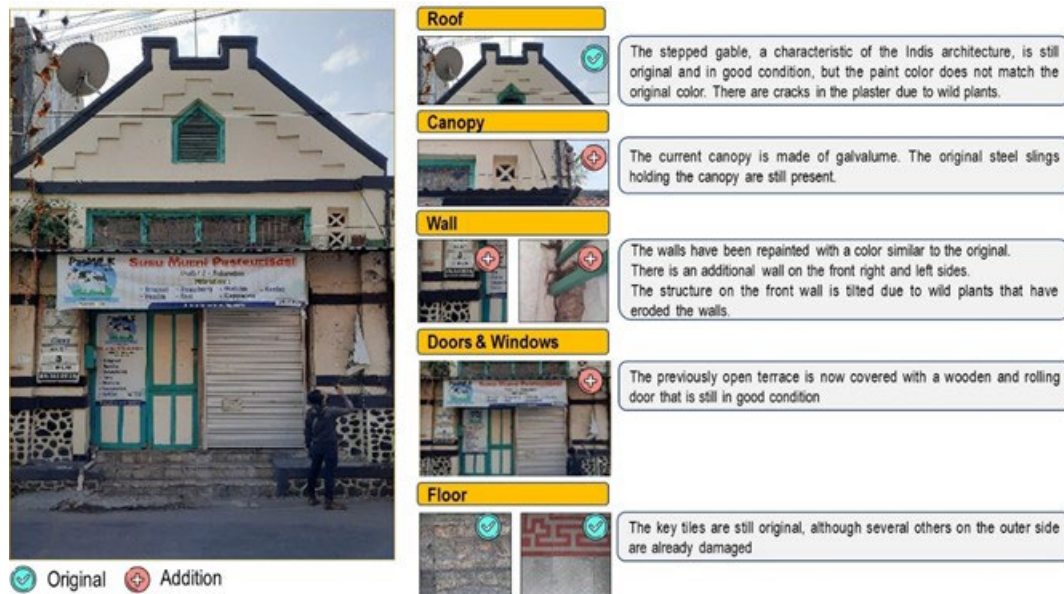 Roof
The stepped gable, a characteristic of the Indis architecture, is still
original and in good condition, but the paint color does not match the
original color. There are cracks in the plaster due to wild plants.
Canopy
The current canopy is made of galvalume. The original steel slings
holding the canopy are still present.
Wall
The walls have been repainted with a color similar to the original.
There is an additional wall on the front right and left sides.
The structure on the front wall is tilted due to wild plants that have
eroded the walls.
Doors & Windows
The previously open terrace is now covered with a wooden and rolling
door that is still in good condition
Floor
The key tiles are still original, although several others on the outer side
are already damaged
Susu Murni Pasteurisasi
Original
Addition